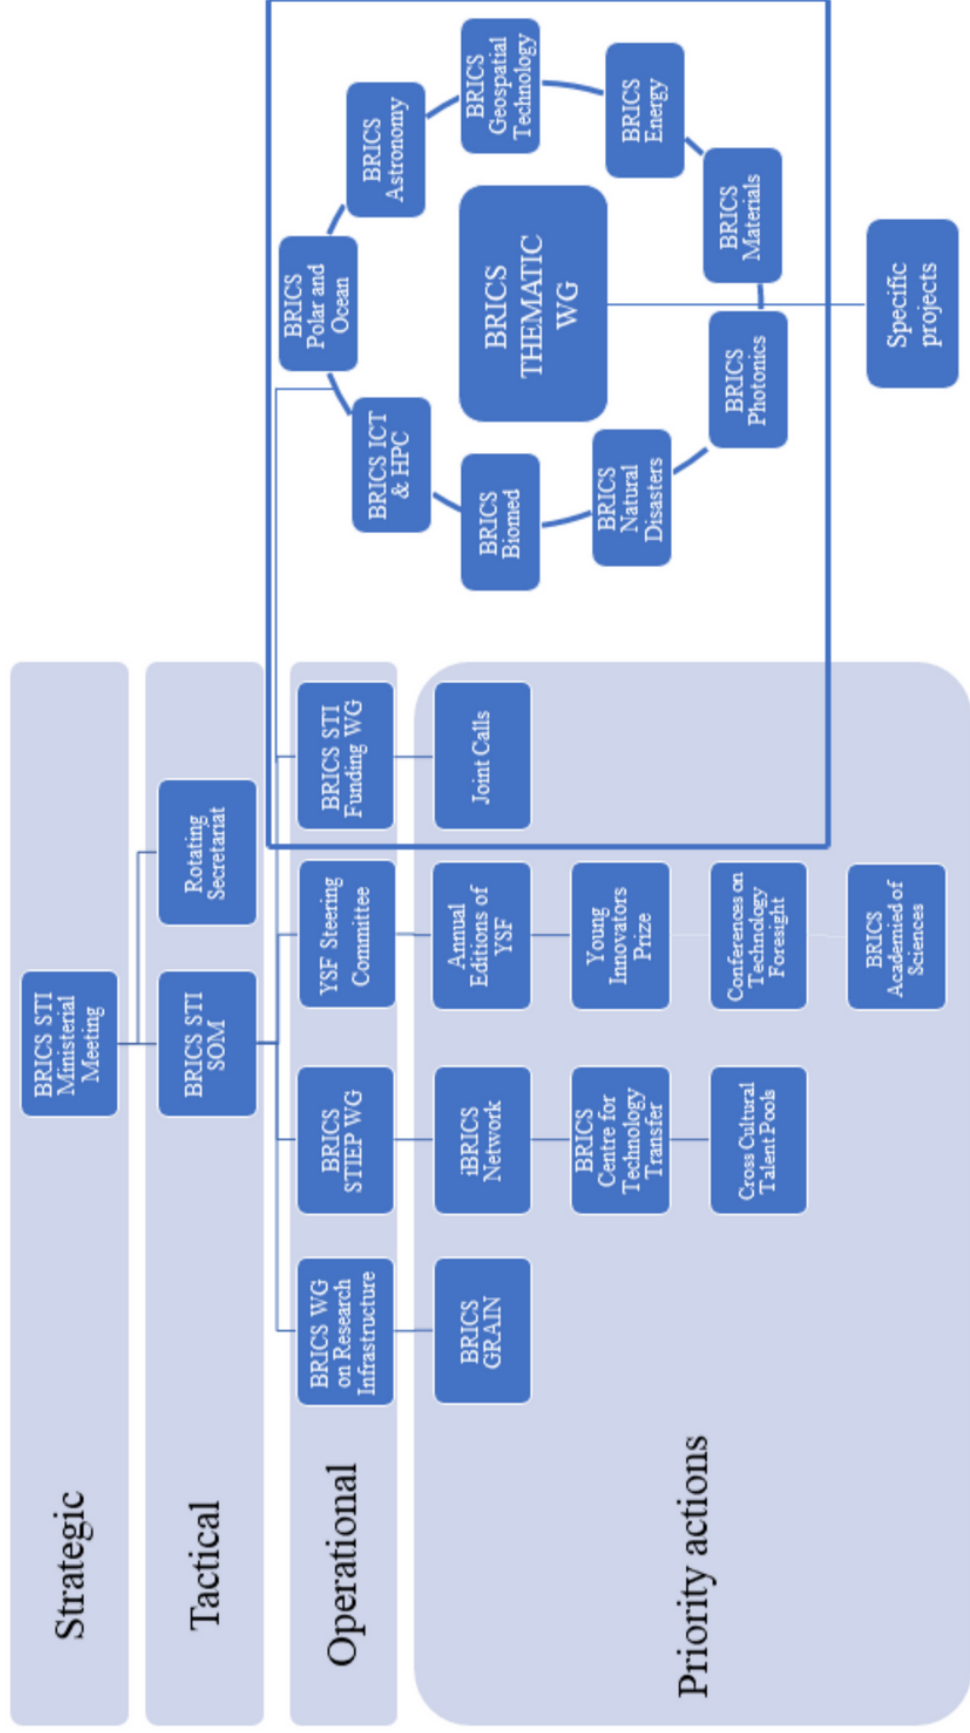 Strategic
BRICS STI
Ministerial
Meeting
Tactical
BRICS STI
SOM
Rotating
Secretariat
Operational
BRICS WG
on Research
Infrastructure
BRICS
STIEP WG
YSF Steering
Committee
BRICS STI
Funding WG
Priority actions
BRICS
GRAIN
iBRICS
Network
BRICS
Centre for
Technology
Transfer
Cross Cultural
Talent Pools
Annual
Editions of
YSF
Young
Innovators
Prize
Conferences on
Technology
Foresight
BRICS
Academied of
Sciences
Joint Calls
BRICS
THEMATIC
WG
BRICS
Polar and
Ocean
BRICS
Astronomy
BRICS
Geospatial
Technology
BRICS
Energy
BRICS
Materials
BRICS
Photonics
BRICS
Natural
Disasters
BRICS
Biomed
BRICS ICT
& HPC
Specific
projects